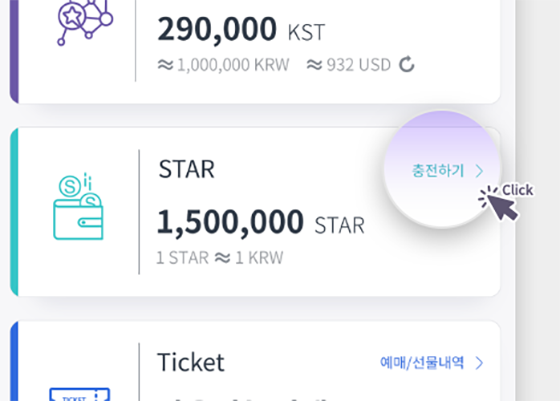 290,000 KST
≈ 1,000,000 KRW ≈ 932 USD
STAR
충전하기 >
Click
1,500,000 STAR
1 STAR ≈ 1 KRW
Ticket
예매/선물내역 >
TICKET